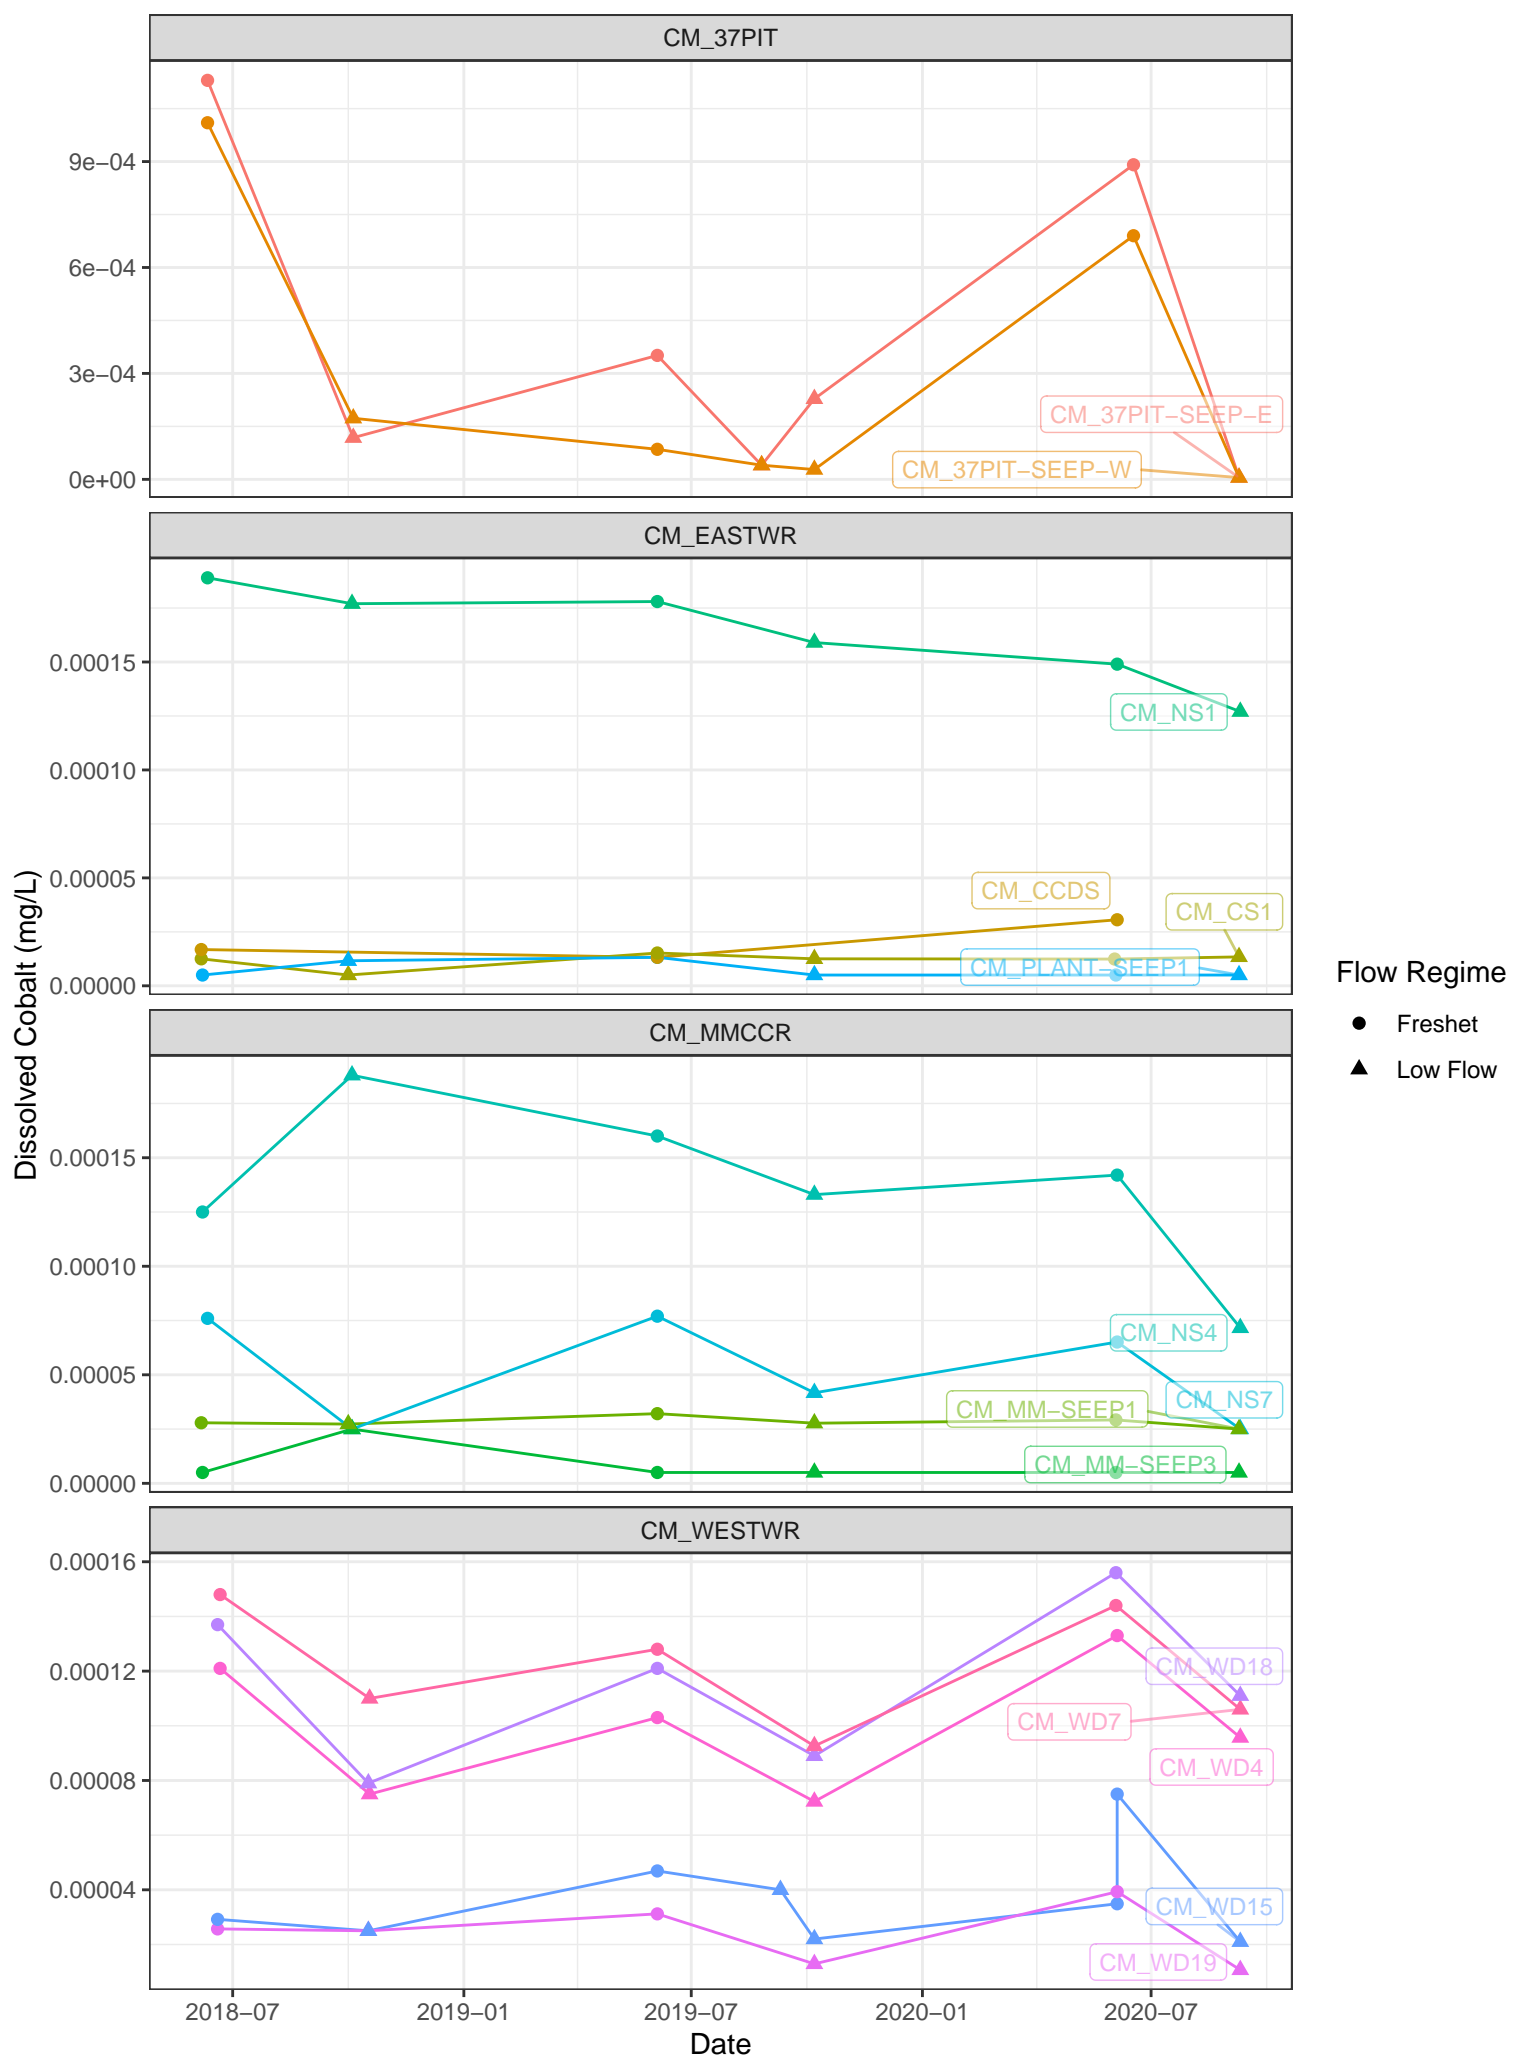 CM_37PIT
9e−04
6e−04
3e−04
0e+00
CM_37PIT−SEEP−E
CM_37PIT−SEEP−W
CM_EASTWR
0.00015
0.00010
0.00005
0.00000
CM_NS1
CM_CCDS
CM_CS1
CM_PLANT−SEEP1
CM_MMCCR
0.00015
0.00010
0.00005
0.00000
CM_NS4
CM_NS7
CM_MM−SEEP1
CM_MM−SEEP3
CM_WESTWR
0.00016
0.00012
0.00008
0.00004
CM_WD18
CM_WD7
CM_WD4
CM_WD15
CM_WD19
2018−07
2019−01
2019−07
2020−01
2020−07
Date
Dissolved Cobalt (mg/L)
Flow Regime
Freshet
Low Flow